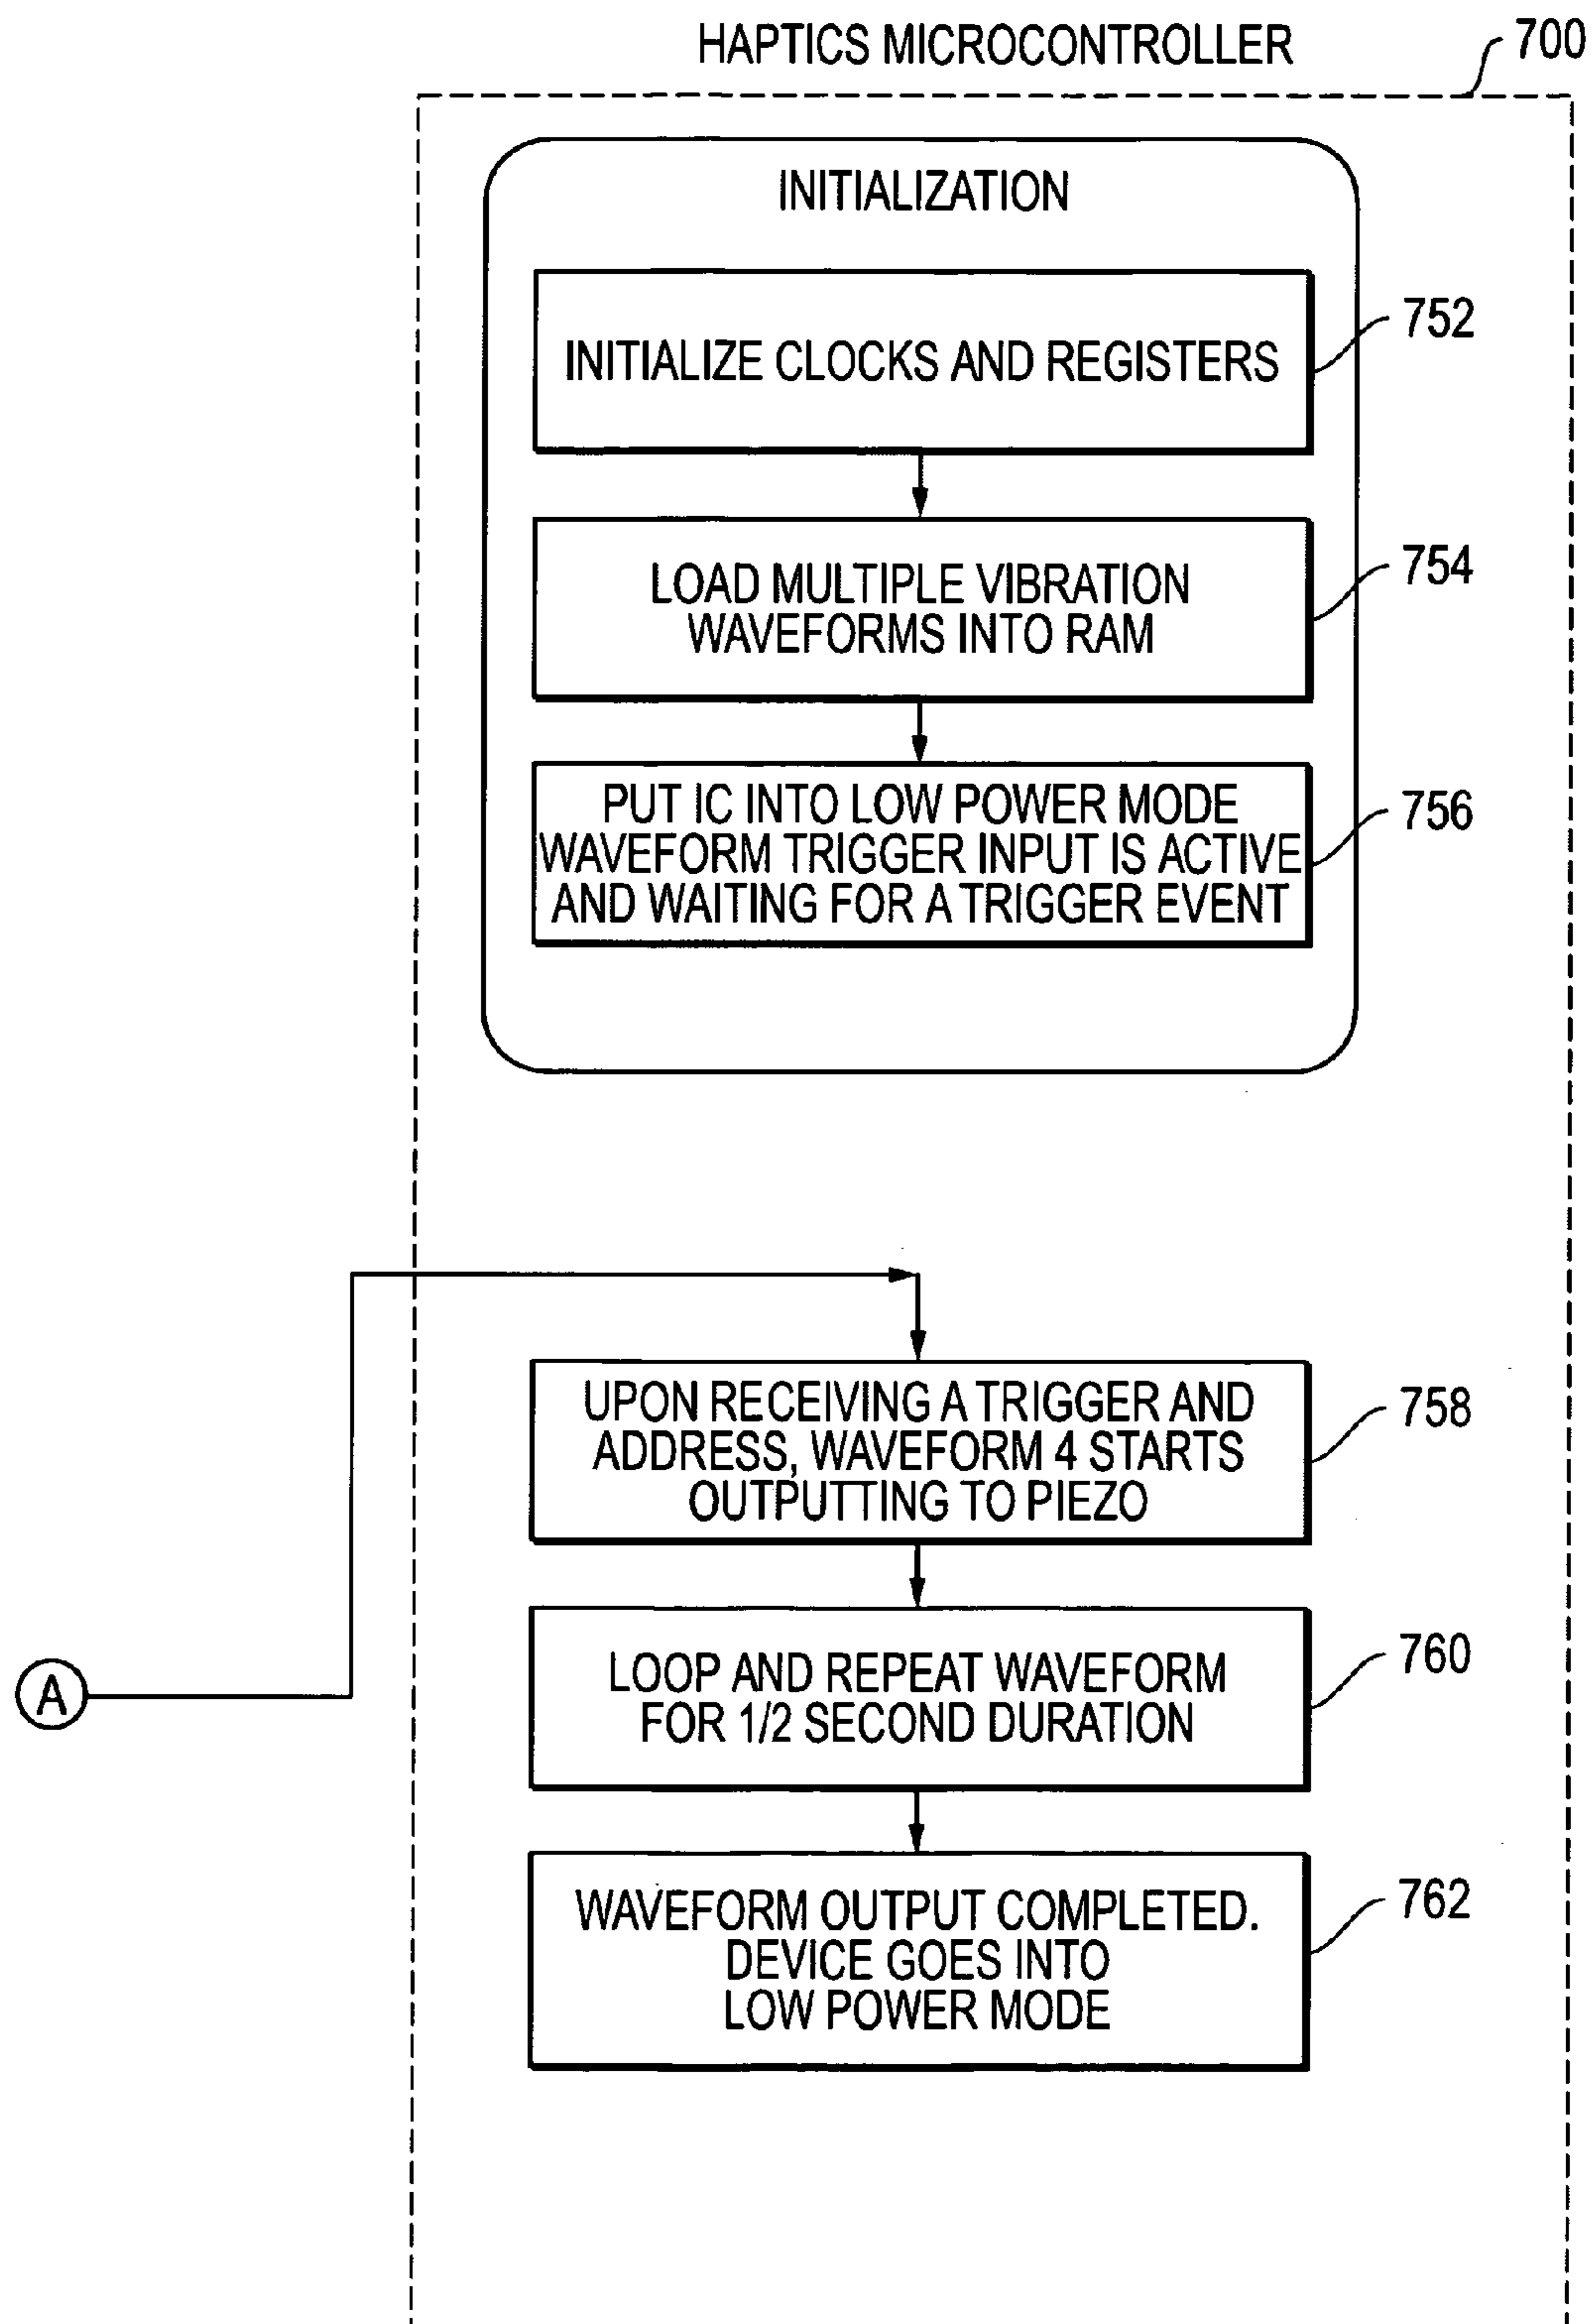 HAPTICS MICROCONTROLLER
700
INITIALIZATION
INITIALIZE CLOCKS AND REGISTERS
752
LOAD MULTIPLE VIBRATION
WAVEFORMS INTO RAM
754
PUT IC INTO LOW POWER MODE
WAVEFORM TRIGGER INPUT IS ACTIVE
AND WAITING FOR A TRIGGER EVENT
756
UPON RECEIVING A TRIGGER AND
ADDRESS, WAVEFORM 4 STARTS
OUTPUTTING TO PIEZO
758
A
LOOP AND REPEAT WAVEFORM
FOR 1/2 SECOND DURATION
760
WAVEFORM OUTPUT COMPLETED.
DEVICE GOES INTO
LOW POWER MODE
762